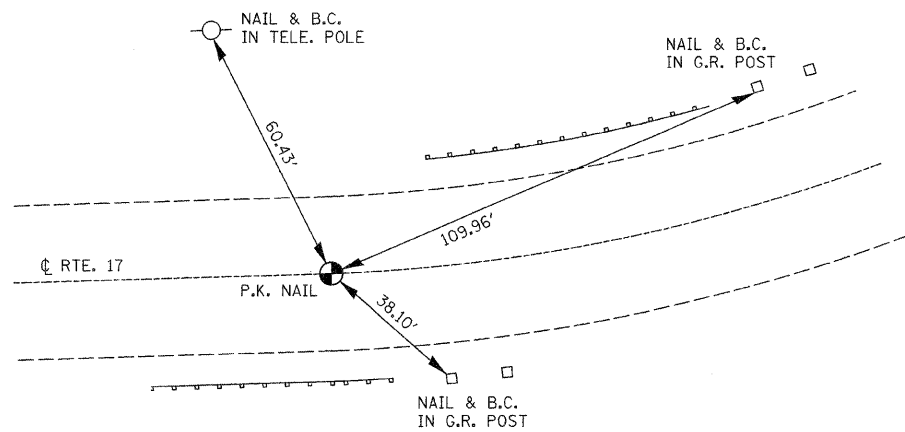 NAIL & B.C.
IN TELE. POLE
NAIL & B.C.
IN G.R. POST
60.43'
109.96'
℄ RTE. 17
P.K. NAIL
38.10'
NAIL & B.C.
IN G.R. POST